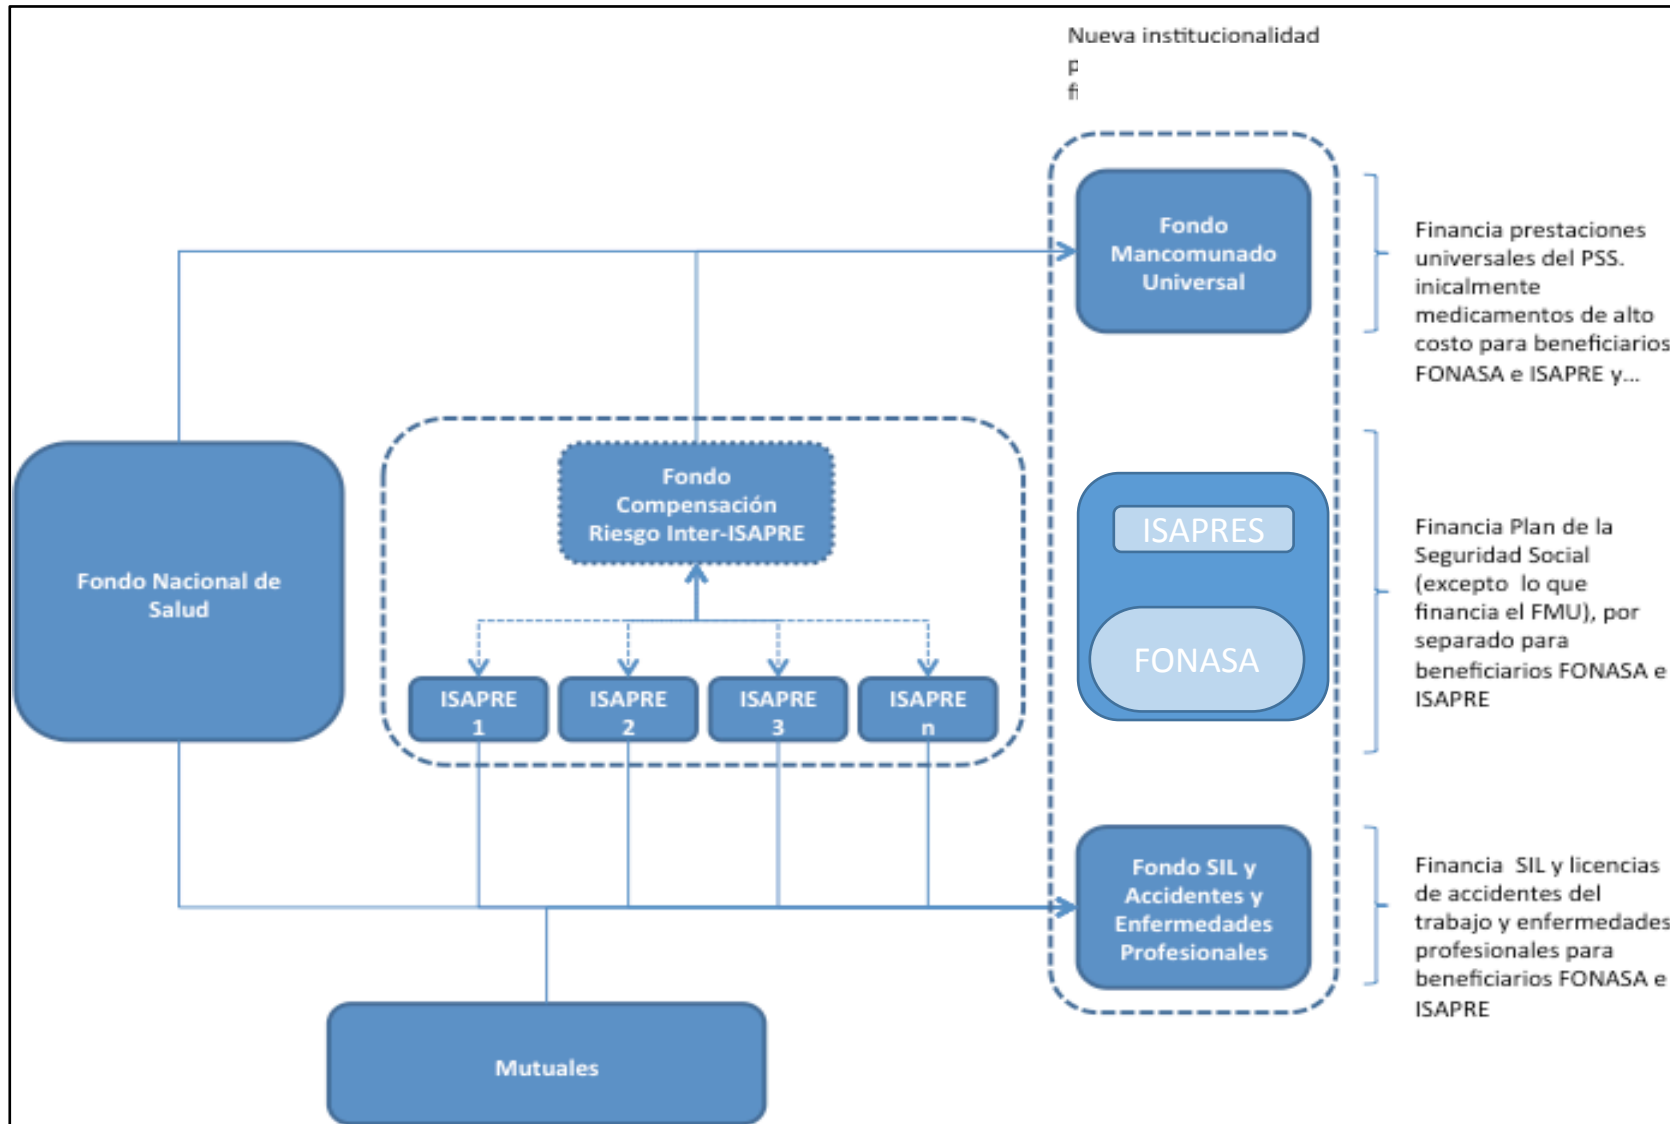 Nueva institucionalidad
Fondo
Mancomunado
Universal
Financia prestaciones
universales del PSS.
inicalmente
medicamentos de alto
costo para beneficiarios
FONASA e ISAPRE y...
Fondo
Compensación
Riesgo Inter-ISAPRE
Fondo Nacional de
Salud
ISAPRE
1
ISAPRE
2
ISAPRE
3
ISAPRE
n
ISAPRES
FONASA
Financia Plan de la
Seguridad Social
(excepto lo que
financia el FMU), por
separado para
beneficiarios FONASA e
ISAPRE
Fondo SIL y
Accidentes y
Enfermedades
Profesionales
Financia SIL y licencias
de accidentes del
trabajo y enfermedades
profesionales para
beneficiarios FONASA e
ISAPRE
Mutuales